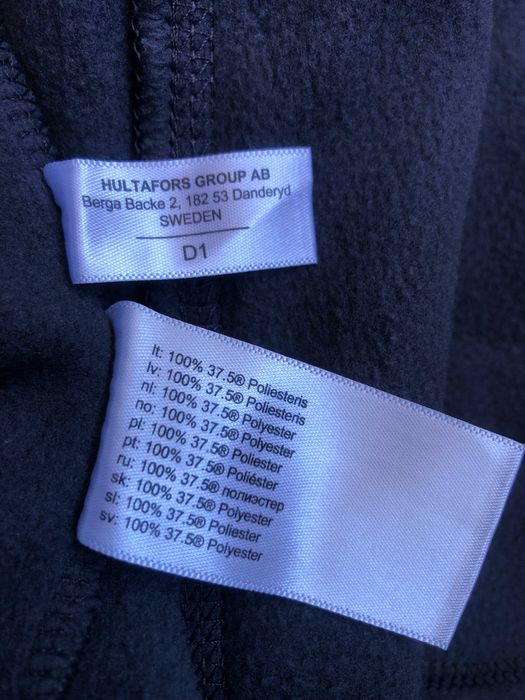 HULTAFORS GROUP AB
Berga Backe 2, 182 53 Danderyd
SWEDEN
D1
lt: 100% 37.5® Poliesteris
lv: 100% 37.5® Poliesteris
nl: 100% 37.5® Polyester
no: 100% 37.5® Polyester
pl: 100% 37.5® Poliester
pt: 100% 37.5® Poliéster
ru: 100% 37.5® полиэстер
sk: 100% 37.5® Polyester
sl: 100% 37.5® Poliester
sv: 100% 37.5® Polyester